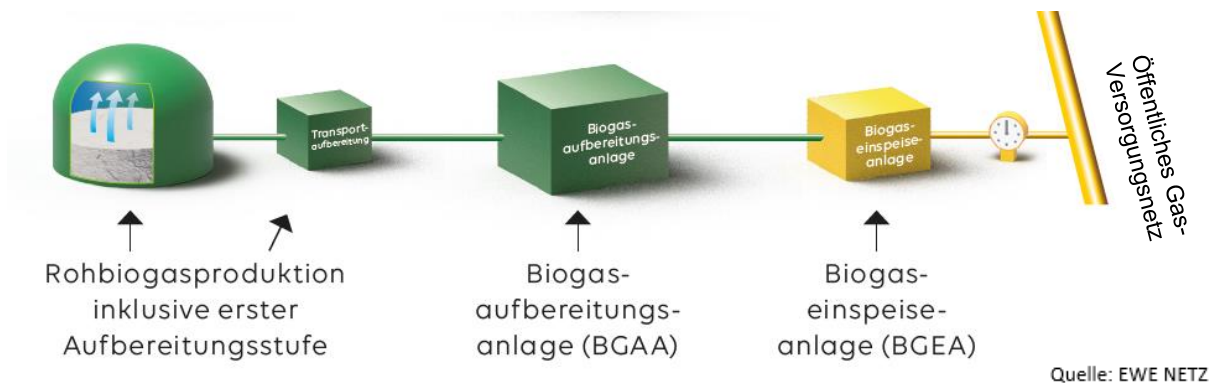 Transport-
aufbereitung
Biogas-
aufbereitungs-
anlage
Biogas-
einspeise-
anlage
Öffentliches Gas-
Versorgungsnetz
Rohbiogasproduktion
inklusive erster
Aufbereitungsstufe
Biogas-
aufbereitungs-
anlage (BGAA)
Biogas-
einspeise-
anlage (BGEA)
Quelle: EWE NETZ